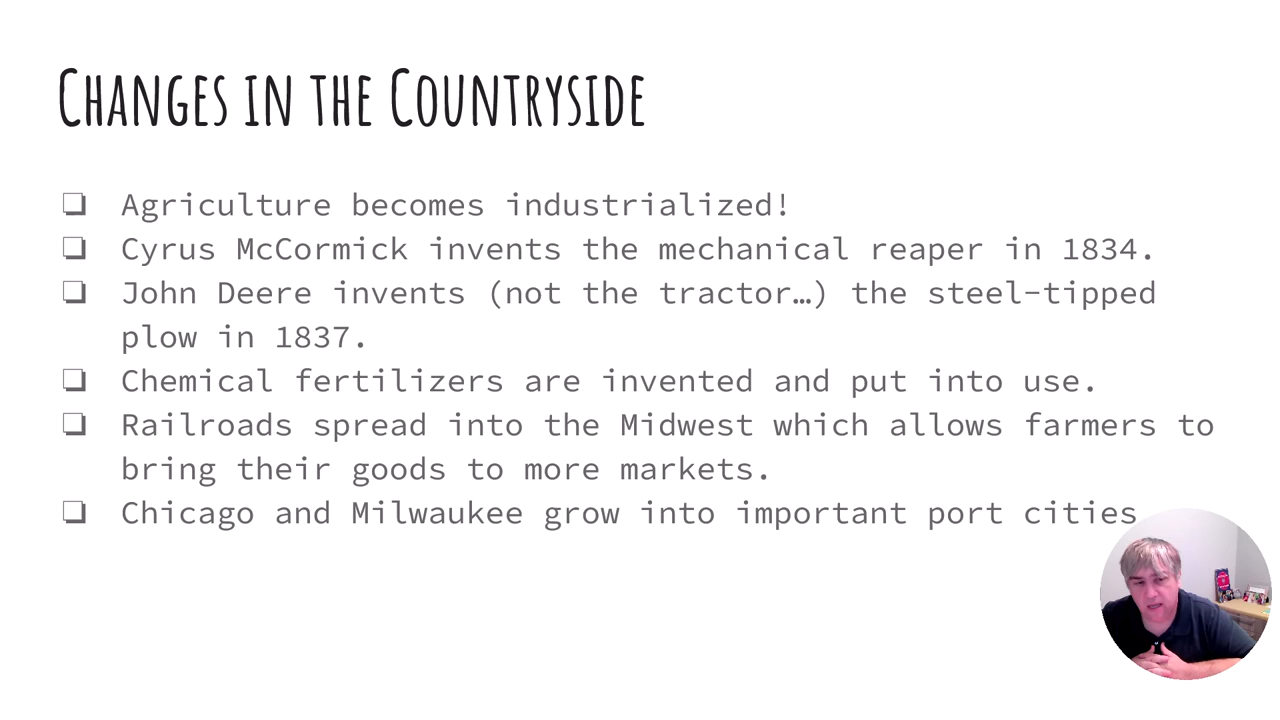 Changes in the Countryside
❏ Agriculture becomes industrialized!
❏ Cyrus McCormick invents the mechanical reaper in 1834.
❏ John Deere invents (not the tractor…) the steel-tipped
plow in 1837.
❏ Chemical fertilizers are invented and put into use.
❏ Railroads spread into the Midwest which allows farmers to
bring their goods to more markets.
❏ Chicago and Milwaukee grow into important port cities